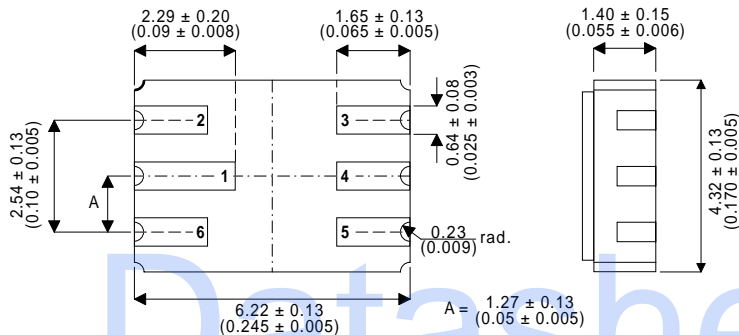 2.29 ± 0.20
(0.09 ± 0.008)
1.65 ± 0.13
(0.065 ± 0.005)
1.40 ± 0.15
(0.055 ± 0.006)
2
3
0.64 ± 0.08
(0.025 ± 0.003)
2.54 ± 0.13
(0.10 ± 0.005)
A
1
4
4.32 ± 0.13
(0.170 ± 0.005)
6
5
0.23
(0.009)
rad.
6.22 ± 0.13
(0.245 ± 0.005)
A = 1.27 ± 0.13
(0.05 ± 0.005)